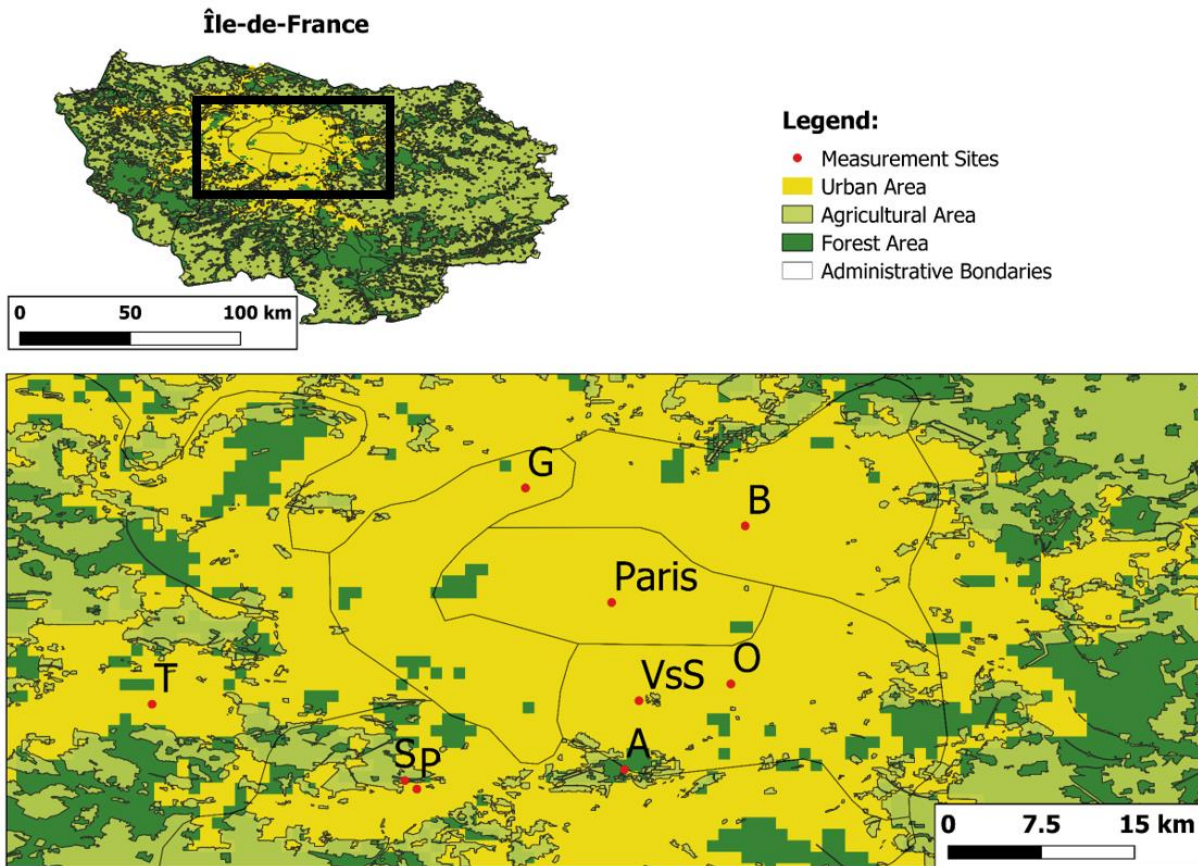 Île-de-France
0 50 100 km
Legend:
Measurement Sites
Urban Area
Agricultural Area
Forest Area
Administrative Bondaries
G
B
Paris
T
VsS
O
S
P
A
0 7.5 15 km